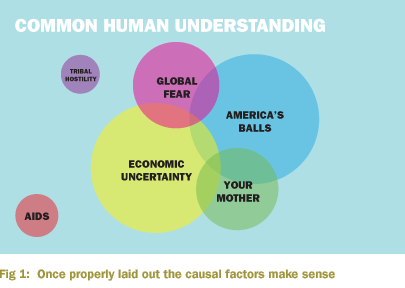 COMMON HUMAN UNDERSTANDING
TRIBAL
HOSTILITY
GLOBAL
FEAR
AMERICA'S
BALLS
ECONOMIC
UNCERTAINTY
YOUR
MOTHER
AIDS
Fig 1: Once properly laid out the causal factors make sense